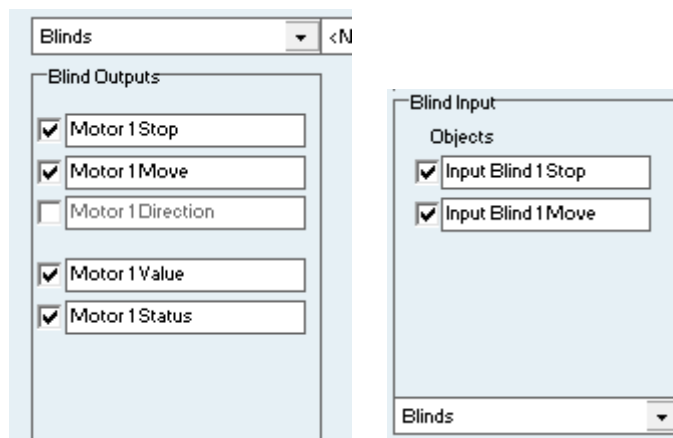 Blinds
<N
Blind Outputs
Motor 1 Stop
Motor 1 Move
Motor 1 Direction
Motor 1 Value
Motor 1 Status
Blind Input
Objects
Input Blind 1 Stop
Input Blind 1 Move
Blinds